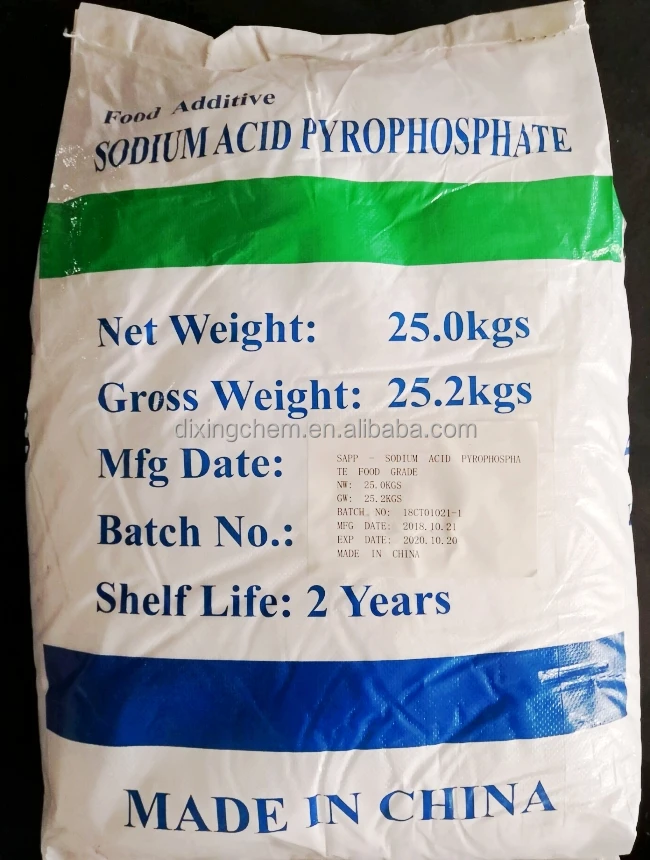 Food Additive
SODIUM ACID PYROPHOSPHATE
Net Weight: 25.0kgs
Gross Weight: 25.2kgs
dixingchem.en.alibaba.com
Mfg Date:
SAPP - SODIUM ACID PYROPHOSPHA
TE FOOD GRADE
NW: 25.0KGS
GW: 25.2KGS
BATCH NO: 18CT01021-1
MFG DATE: 2018.10.21
EXP DATE: 2020.10.20
MADE IN CHINA
Batch No.:
Shelf Life: 2 Years
MADE IN CHINA